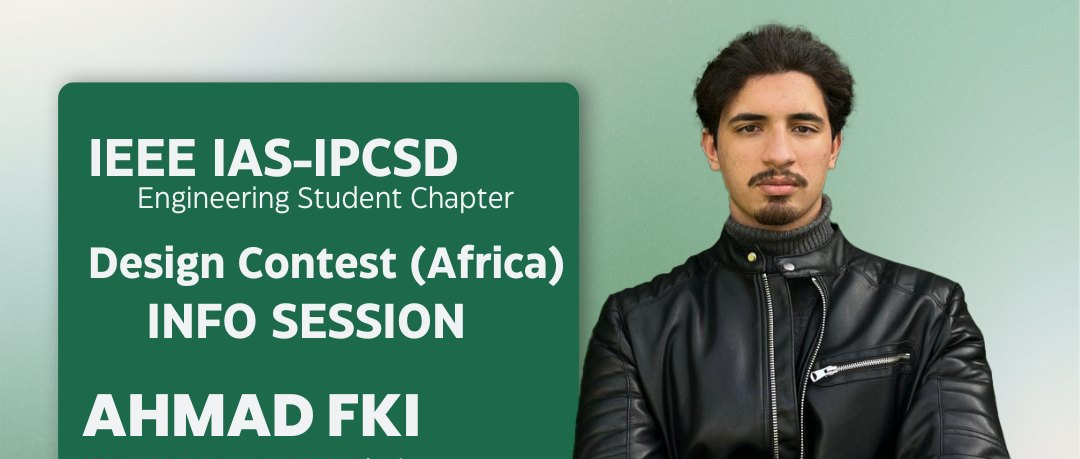 IEEE IAS-IPCSD
Engineering Student Chapter
Design Contest (Africa)
INFO SESSION
AHMAD FKI